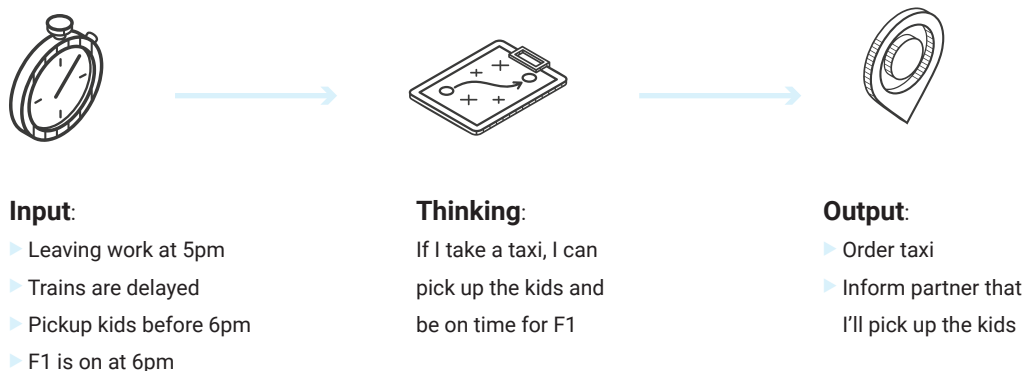 Input:
Leaving work at 5pm
Trains are delayed
Pickup kids before 6pm
F1 is on at 6pm
Thinking:
If I take a taxi, I can
pick up the kids and
be on time for F1
Output:
Order taxi
Inform partner that
I'll pick up the kids